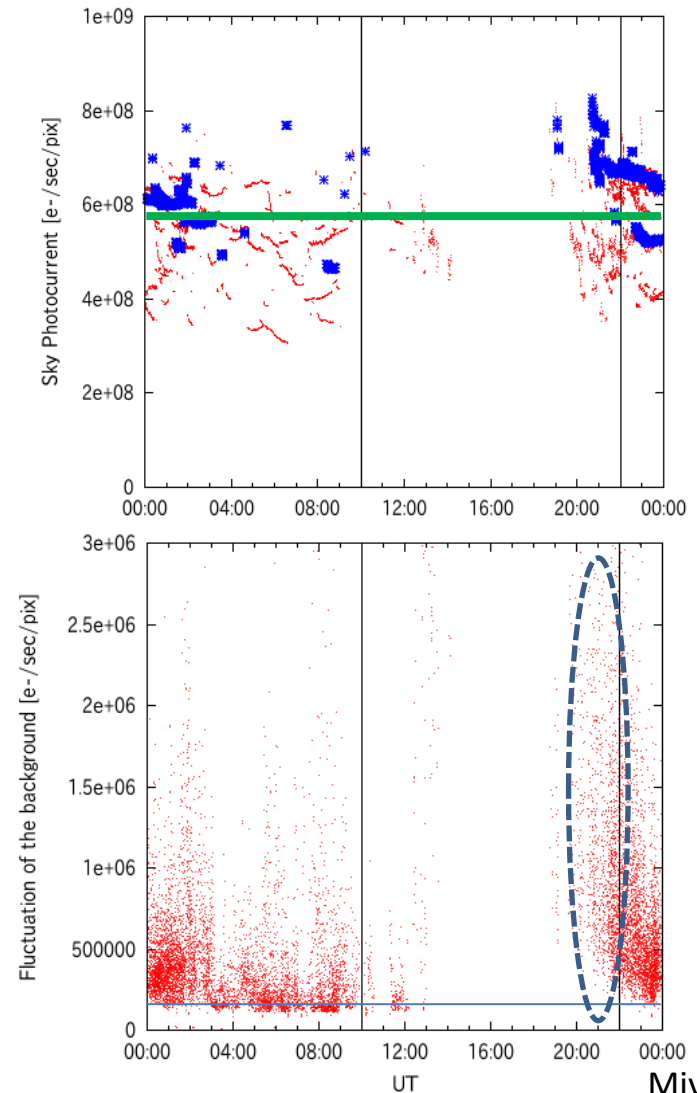 1e+09
8e+08
6e+08
4e+08
2e+08
0
Sky Photocurrent [e-/sec/pix]
00:00 04:00 08:00 12:00 16:00 20:00 00:00
3e+06
2.5e+06
2e+06
1.5e+06
1e+06
500000
0
Fluctuation of the background [e-/sec/pix]
00:00 04:00 08:00 12:00 16:00 20:00 00:00
UT